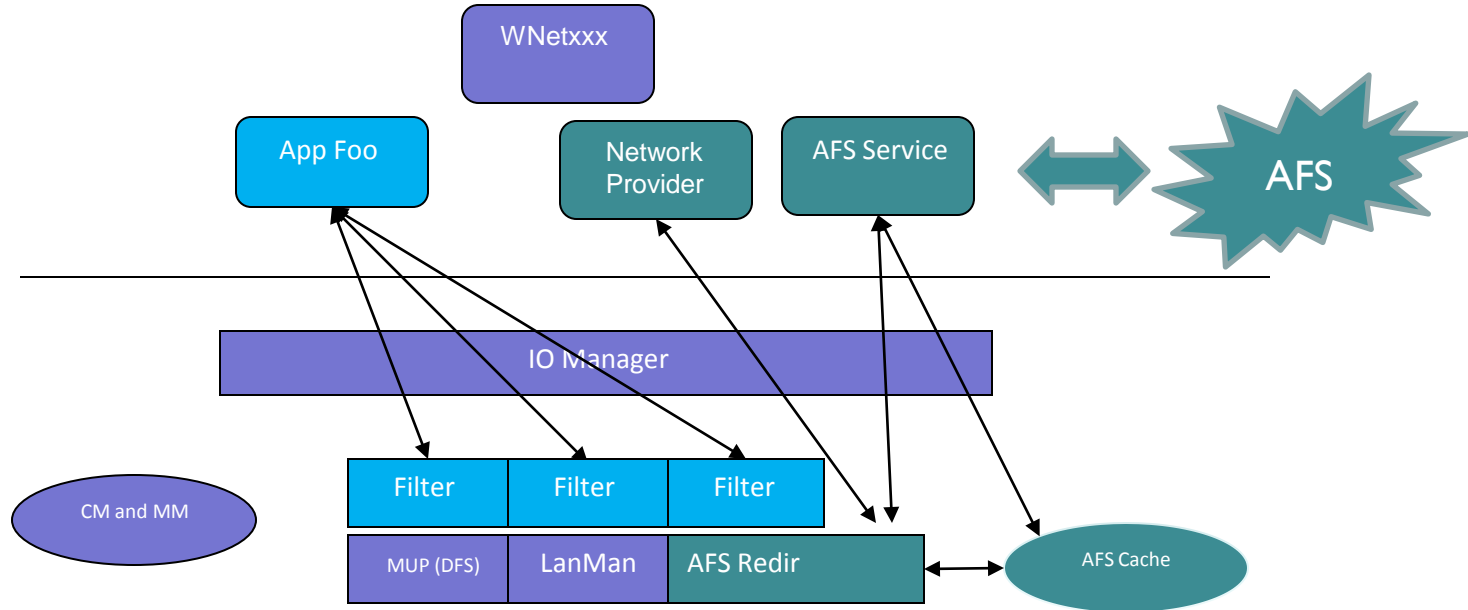 WNetxxx
App Foo
Network
Provider
AFS Service
AFS
IO Manager
Filter
Filter
Filter
CM and MM
MUP (DFS)
LanMan
AFS Redir
AFS Cache